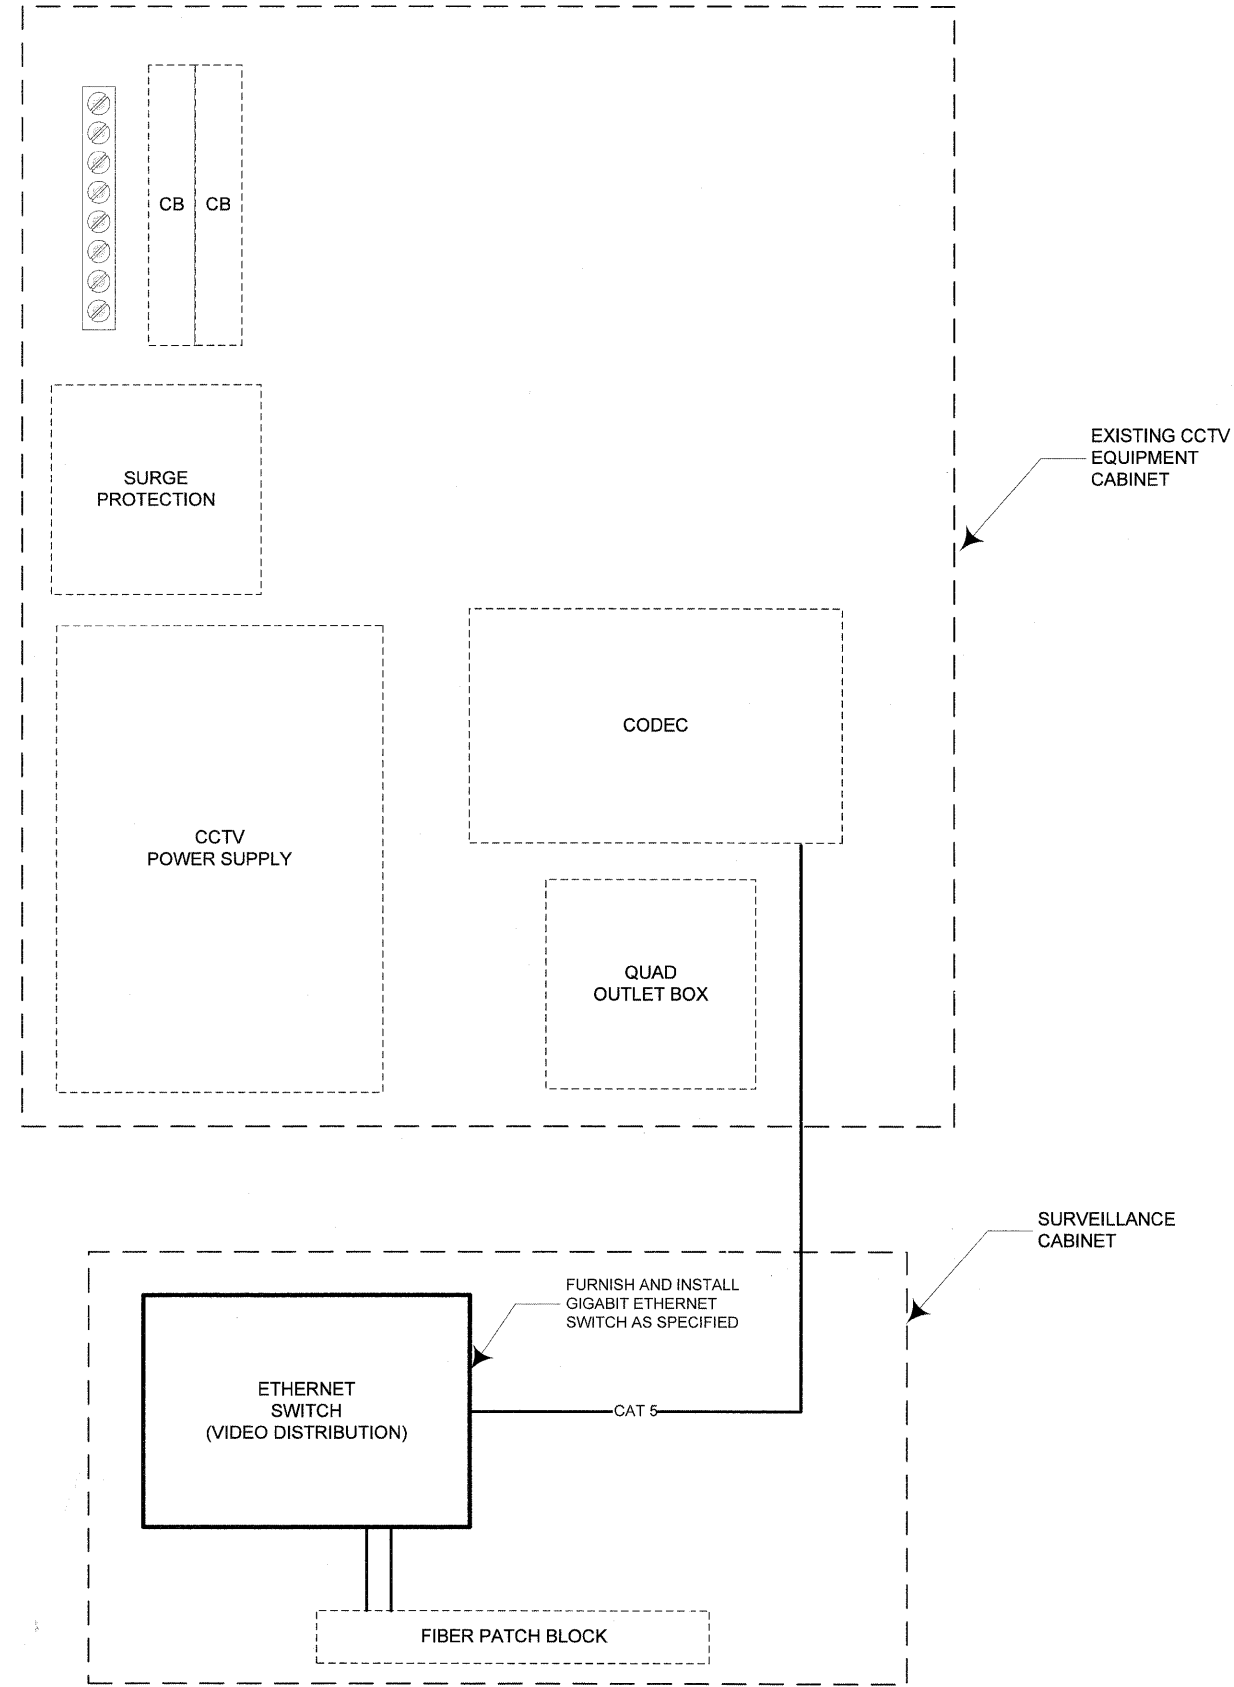 CB CB
SURGE
PROTECTION
EXISTING CCTV
EQUIPMENT
CABINET
CODEC
CCTV
POWER SUPPLY
QUAD
OUTLET BOX
SURVEILLANCE
CABINET
FURNISH AND INSTALL
GIGABIT ETHERNET
SWITCH AS SPECIFIED
ETHERNET
SWITCH
(VIDEO DISTRIBUTION)
CAT 5
FIBER PATCH BLOCK